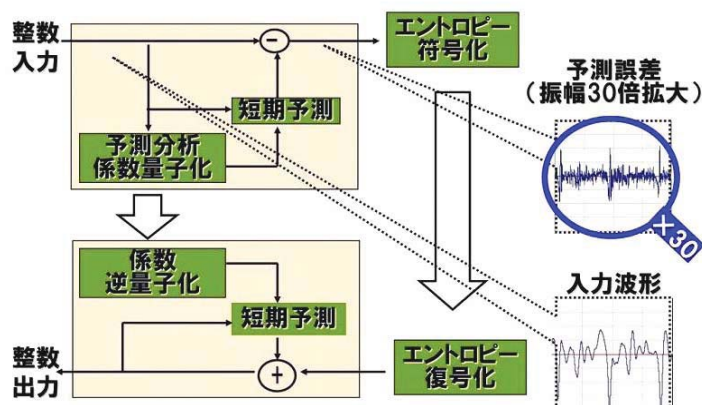 整数
入力
エントロピー
符号化
予測誤差
（振幅30倍拡大）
短期予測
予測分析
係数量子化
×30
係数
逆量子化
入力波形
短期予測
整数
出力
エントロピー
復号化